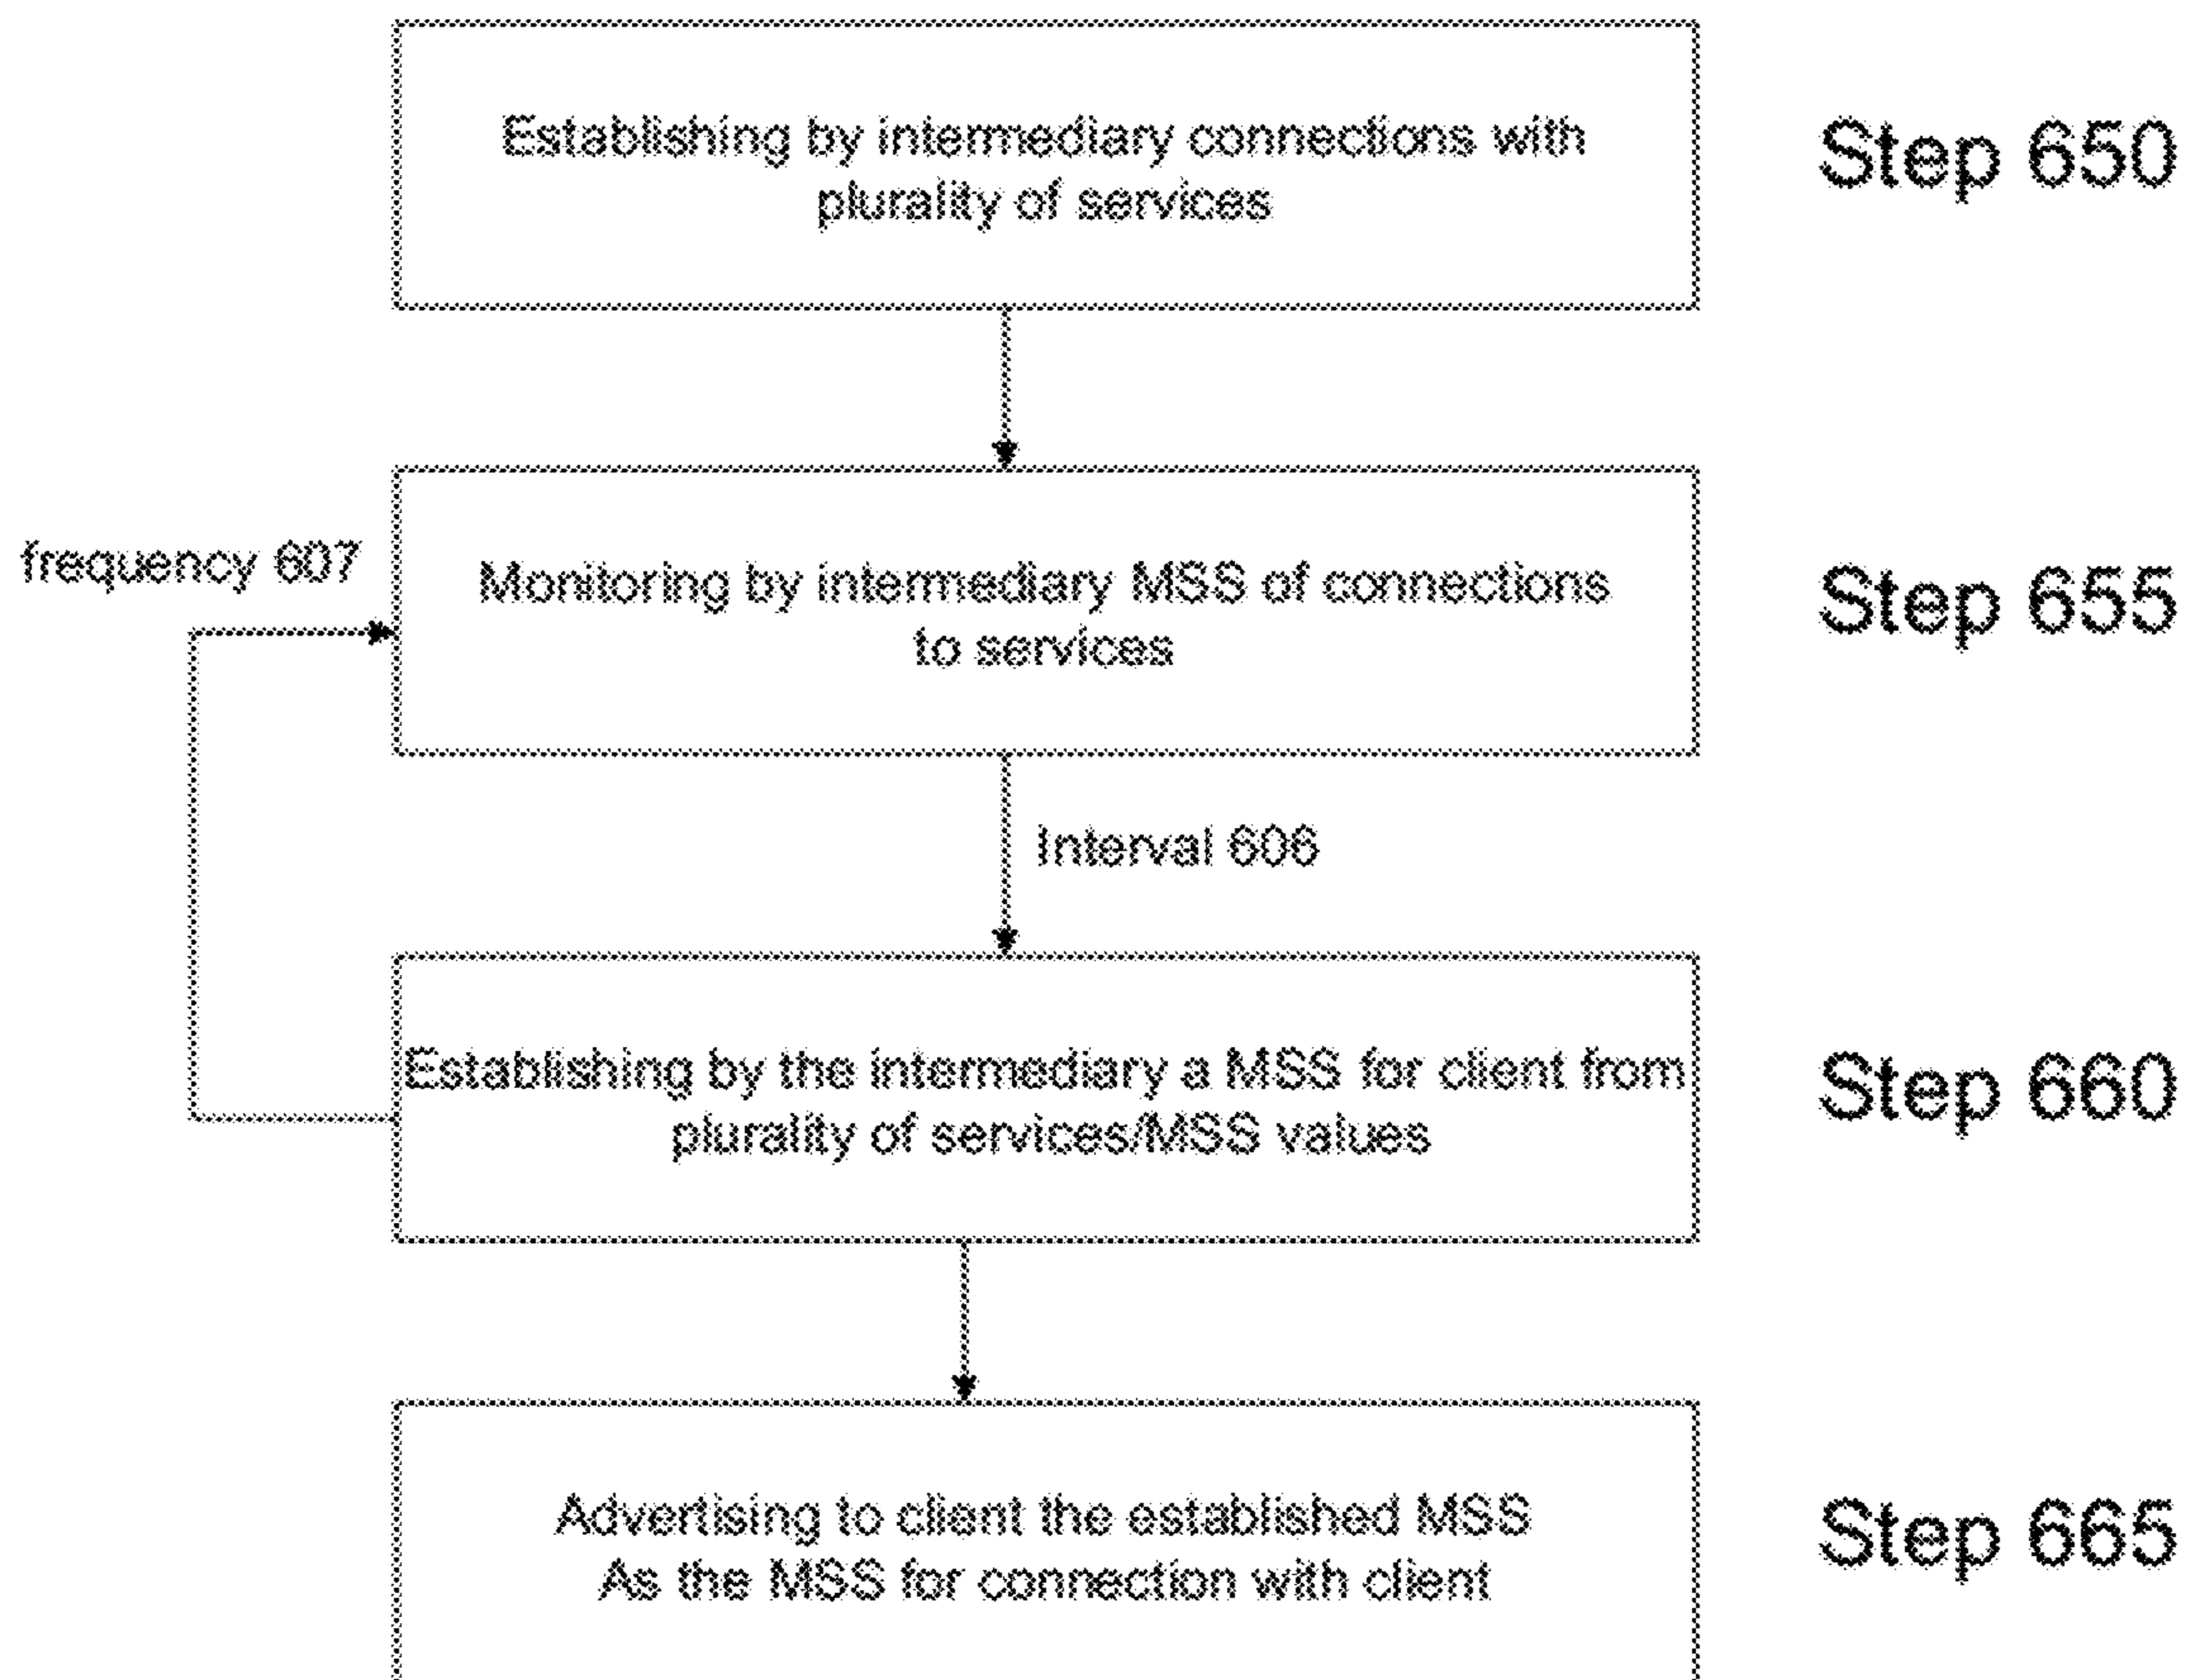 Establishing by intermediary connections with
plurality of services
Step 650
frequency 607
Monitoring by intermediary MSS of connections
to services
Step 655
Interval 606
Establishing by the intermediary a MSS for client from
plurality of services/MSS values
Step 660
Advertising to client the established MSS
As the MSS for connection with client
Step 665